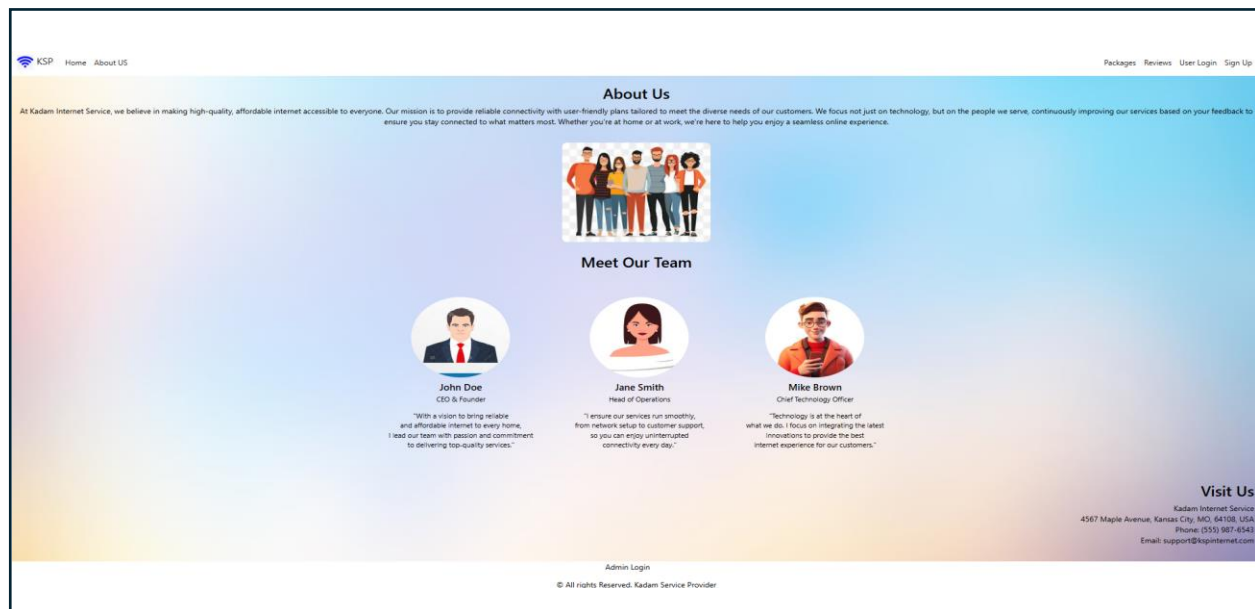 KSP Home About US Packages Reviews User Login Sign Up
About Us
At Kadam Internet Service, we believe in making high-quality, affordable internet accessible to everyone. Our mission is to provide reliable connectivity with user-friendly plans tailored to meet the diverse needs of our customers. We focus not just on technology, but on the people we serve, continuously improving our services based on your feedback to
ensure you stay connected to what matters most. Whether you're at home or at work, we're here to help you enjoy a seamless online experience.
Meet Our Team
John Doe
CEO & Founder
"With a vision to bring reliable
and affordable internet to every home,
I lead our team with passion and commitment
to delivering top-quality services."
Jane Smith
Head of Operations
"I ensure our services run smoothly,
from network setup to customer support,
so you can enjoy uninterrupted
connectivity every day."
Mike Brown
Chief Technology Officer
"Technology is at the heart of
what we do. I focus on integrating the latest
innovations to provide the best
internet experience for our customers."
Visit Us
Kadam Internet Service
4567 Maple Avenue, Kansas City, MO, 64108, USA
Phone: (555) 987-6543
Email: support@kspinternet.com
Admin Login
© All rights Reserved. Kadam Service Provider